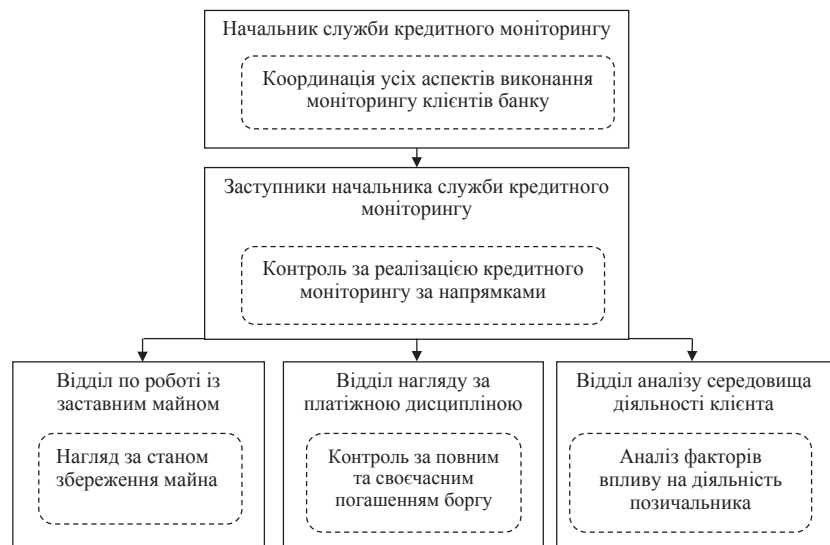 Начальник служби кредитного моніторингу
Координація усіх аспектів виконання
моніторингу клієнтів банку
Заступники начальника служби кредитного
моніторингу
Контроль за реалізацією кредитного
моніторингу за напрямками
Відділ по роботі із
заставним майном
Нагляд за станом
збереження майна
Відділ нагляду за
платіжною дисципліною
Контроль за повним
та своєчасним
погашенням боргу
Відділ аналізу середовища
діяльності клієнта
Аналіз факторів
впливу на діяльність
позичальника